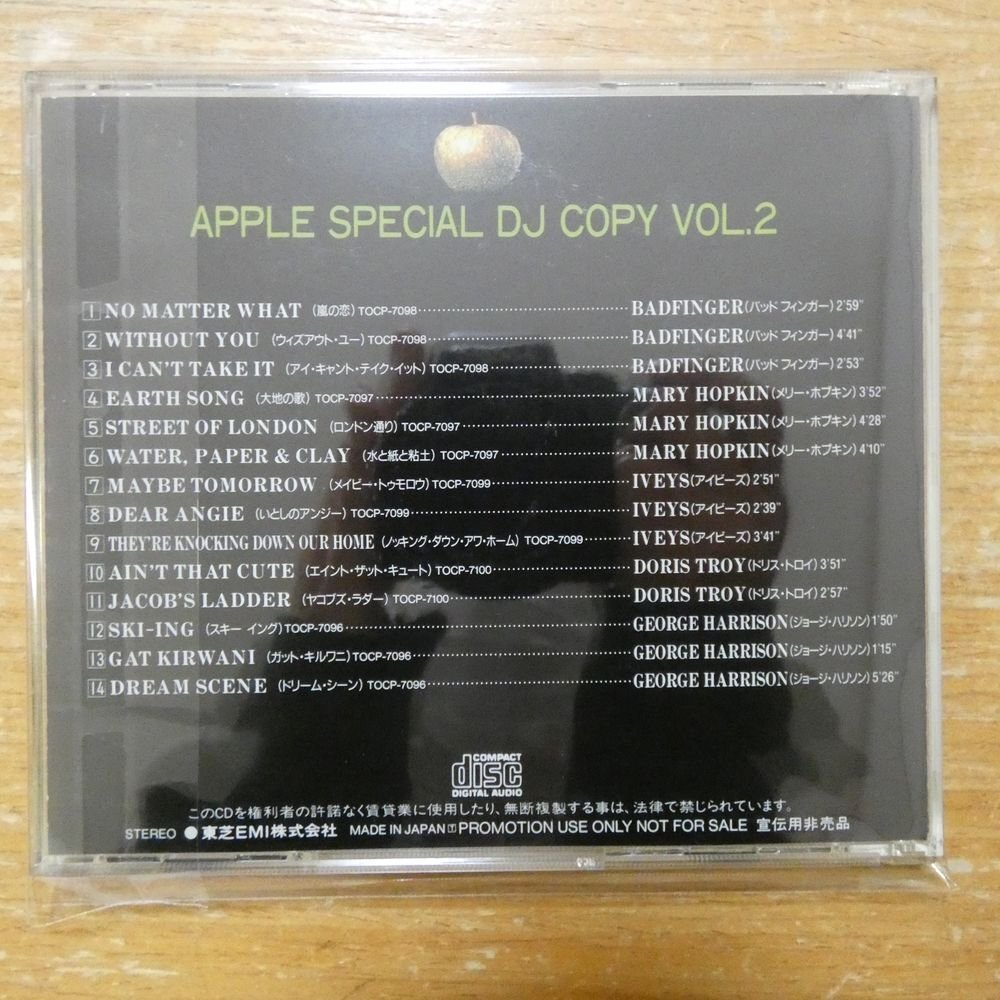 APPLE SPECIAL DJ COPY VOL.2
1 NO MATTER WHAT (嵐の恋) TOCP-7098 BADFINGER (バッド フィンガー) 2'59"
2 WITHOUT YOU (ウィズアウト・ユー) TOCP-7098 BADFINGER (バッド フィンガー) 4'41"
3 I CAN'T TAKE IT (アイ・キャント・テイク・イット) TOCP-7098 BADFINGER (バッド フィンガー) 2'53"
4 EARTH SONG (大地の歌) TOCP-7097 MARY HOPKIN (メリー・ホプキン) 3'52"
5 STREET OF LONDON (ロンドン通り) TOCP-7097 MARY HOPKIN (メリー・ホプキン) 4'28"
6 WATER, PAPER & CLAY (水と紙と粘土) TOCP-7097 MARY HOPKIN (メリー・ホプキン) 4'10"
7 MAYBE TOMORROW (メイビー・トゥモロウ) TOCP-7099 IVEYS (アイビーズ) 2'51"
8 DEAR ANGIE (いとしのアンジー) TOCP-7099 IVEYS (アイビーズ) 2'39"
9 THEY'RE KNOCKING DOWN OUR HOME (ノッキング・ダウン・アワ・ホーム) TOCP-7099 IVEYS (アイビーズ) 3'41"
10 AIN'T THAT CUTE (エイント・ザット・キュート) TOCP-7100 DORIS TROY (ドリス・トロイ) 3'51"
11 JACOB'S LADDER (ヤコブズ・ラダー) TOCP-7100 DORIS TROY (ドリス・トロイ) 2'57"
12 SKI-ING (スキー イング) TOCP-7096 GEORGE HARRISON (ジョージ・ハリソン) 1'50"
13 GAT KIRWANI (ガット・キルワニ) TOCP-7096 GEORGE HARRISON (ジョージ・ハリソン) 1'15"
14 DREAM SCENE (ドリーム・シーン) TOCP-7096 GEORGE HARRISON (ジョージ・ハリソン) 5'26"
COMPACT
disc
DIGITAL AUDIO
このCDを権利者の許諾なく賃貸業に使用したり、無断複製する事は、法律で禁じられています。
STEREO ● 東芝EMI株式会社 MADE IN JAPAN T PROMOTION USE ONLY NOT FOR SALE 宣伝用非売品